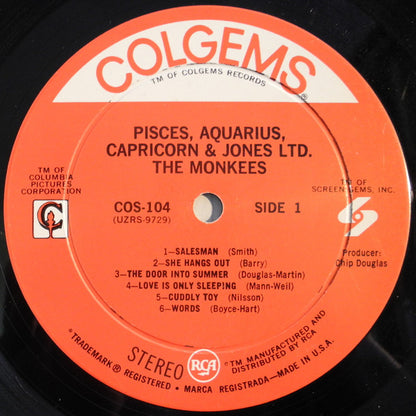 COLGEMS®
TM OF COLGEMS RECORDS
PISCES, AQUARIUS,
CAPRICORN & JONES LTD.
THE MONKEES
TM OF
COLUMBIA
PICTURES
CORPORATION
TM OF
SCREEN GEMS, INC.
COS-104
(UZRS-9729)
SIDE 1
Producer:
Chip Douglas
1—SALESMAN (Smith)
2—SHE HANGS OUT (Barry)
3—THE DOOR INTO SUMMER (Douglas-Martin)
4—LOVE IS ONLY SLEEPING (Mann-Weil)
5—CUDDLY TOY (Nilsson)
6—WORDS (Boyce-Hart)
STEREO
RCA
®TRADEMARK ® REGISTERED • MARCA REGISTRADA—MADE IN U.S.A.
©TM MANUFACTURED AND
DISTRIBUTED BY RCA